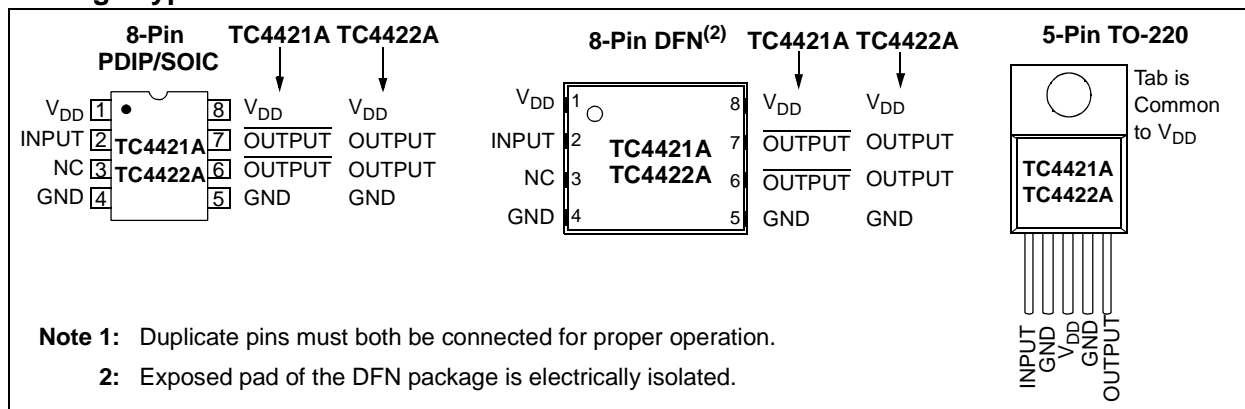 8-Pin PDIP/SOIC
TC4421A TC4422A
VDD 1
INPUT 2
NC 3
GND 4
TC4421A
TC4422A
8 VDD VDD
7 OUTPUT OUTPUT
6 OUTPUT OUTPUT
5 GND GND
8-Pin DFN(2)
TC4421A TC4422A
VDD 1
INPUT 2
NC 3
GND 4
TC4421A
TC4422A
8 VDD VDD
7 OUTPUT OUTPUT
6 OUTPUT OUTPUT
5 GND GND
5-Pin TO-220
Tab is
Common
to VDD
TC4421A
TC4422A
INPUT
GND
VDD
GND
OUTPUT
Note 1: Duplicate pins must both be connected for proper operation.
2: Exposed pad of the DFN package is electrically isolated.